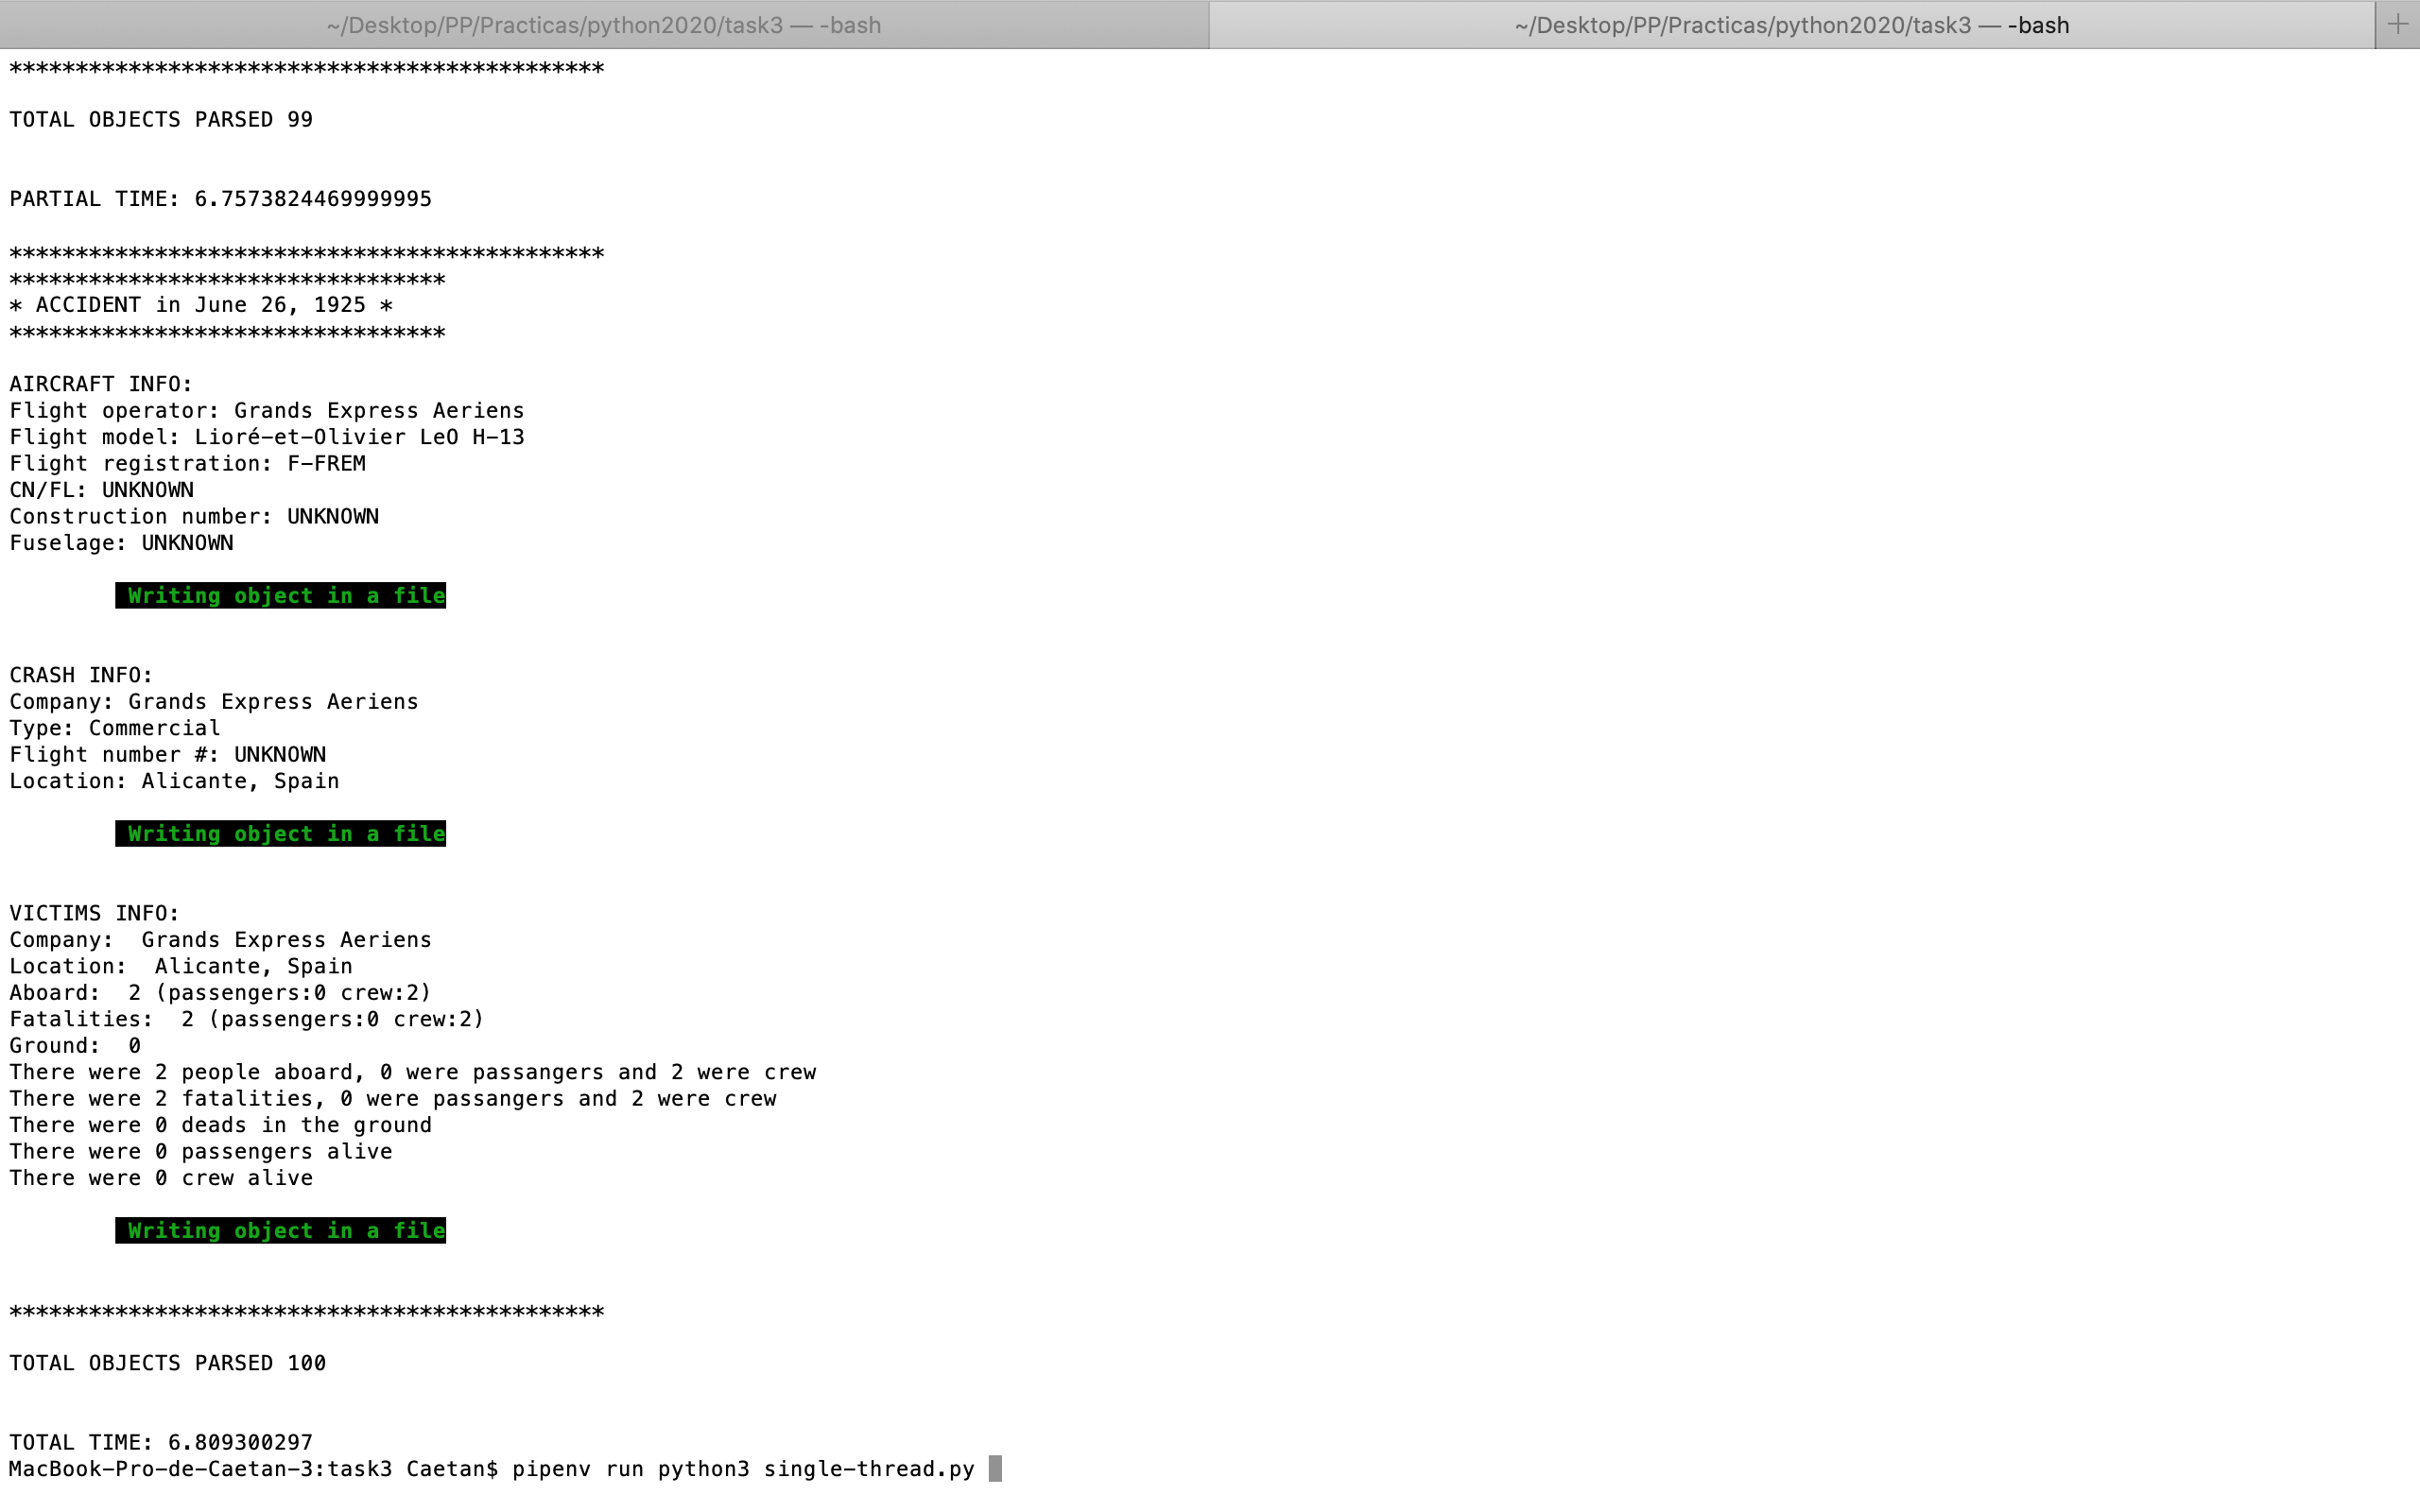 ~/Desktop/PP/Practicas/python2020/task3 — -bash
~/Desktop/PP/Practicas/python2020/task3 — -bash
*********************************************
TOTAL OBJECTS PARSED 99
PARTIAL TIME: 6.7573824469999995
*********************************************
*********************************
* ACCIDENT in June 26, 1925 *
*********************************
AIRCRAFT INFO:
Flight operator: Grands Express Aeriens
Flight model: Lioré-et-Olivier LeO H-13
Flight registration: F-FREM
CN/FL: UNKNOWN
Construction number: UNKNOWN
Fuselage: UNKNOWN
Writing object in a file
CRASH INFO:
Company: Grands Express Aeriens
Type: Commercial
Flight number #: UNKNOWN
Location: Alicante, Spain
Writing object in a file
VICTIMS INFO:
Company:  Grands Express Aeriens
Location:  Alicante, Spain
Aboard:  2 (passengers:0 crew:2)
Fatalities:  2 (passengers:0 crew:2)
Ground:  0
There were 2 people aboard, 0 were passangers and 2 were crew
There were 2 fatalities, 0 were passangers and 2 were crew
There were 0 deads in the ground
There were 0 passengers alive
There were 0 crew alive
Writing object in a file
*********************************************
TOTAL OBJECTS PARSED 100
TOTAL TIME: 6.809300297
MacBook-Pro-de-Caetan-3:task3 Caetan$ pipenv run python3 single-thread.py